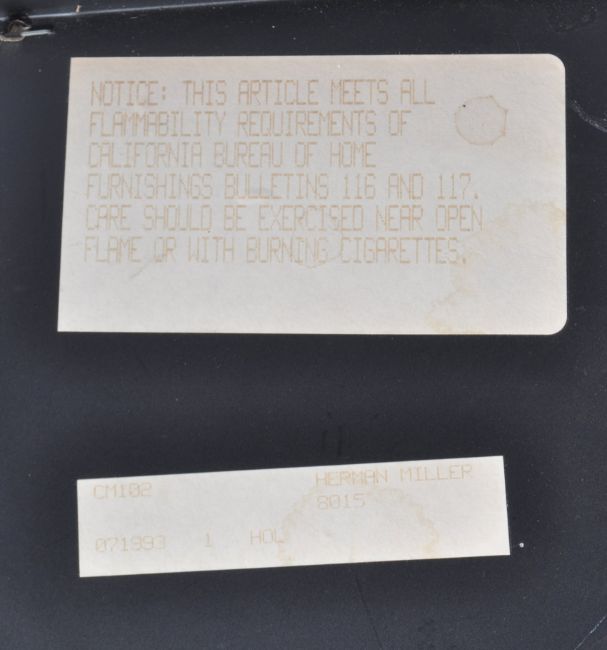 NOTICE: THIS ARTICLE MEETS ALL
FLAMMABILITY REQUIREMENTS OF
CALIFORNIA BUREAU OF HOME
FURNISHINGS BULLETINS 116 AND 117.
CARE SHOULD BE EXERCISED NEAR OPEN
FLAME OR WITH BURNING CIGARETTES.
CM102 HERMAN MILLER
8015
071993 1 HOL